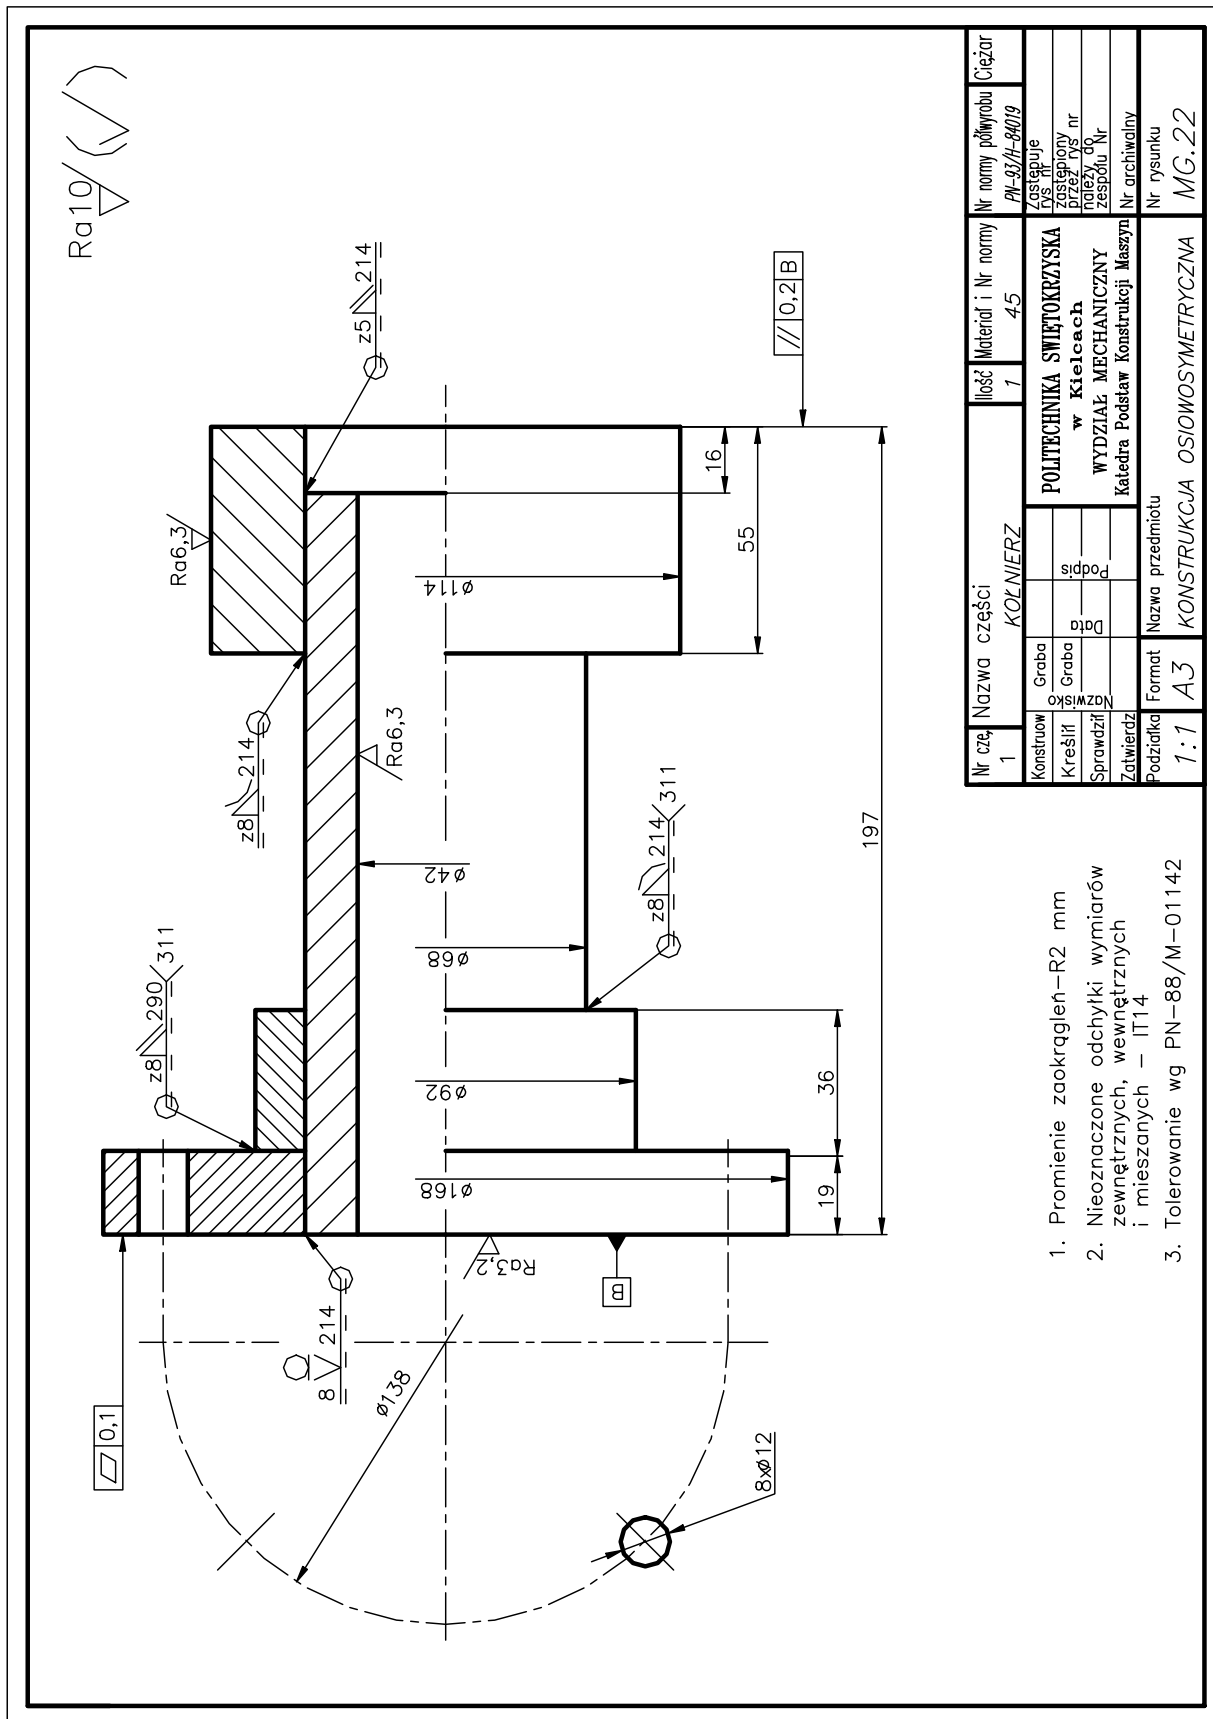 Ra10 (√)
z5 214
Ra6,3
z8 214
z8 290 311
Ra6,3
z8 214 311
8 214
// 0,2 B
0,1
B
Ra3,2
16
55
197
36
19
ø114
ø42
ø68
ø92
ø168
ø138
8xø12
1. Promienie zaokrągleń-R2 mm
2. Nieoznaczone odchyłki wymiarów
zewnętrznych, wewnętrznych
i mieszanych - IT14
3. Tolerowanie wg PN-88/M-01142
Nr czę. Nazwa części Ilość Materiał i Nr normy Nr normy półwyrobu Ciężar
1 KOŁNIERZ 1 45 PN-93/H-84019
Konstruow Graba
Kreślił Graba
Sprawdził
Zatwierdz
Nazwisko Data Podpis
POLITECHNIKA SWIĘTOKRZYSKA
w Kielcach
WYDZIAŁ MECHANICZNY
Katedra Podstaw Konstrukcji Maszyn
Zastępuje
rys nr
zastępiony
przez rys nr
należy do
zespołu Nr
Nr archiwalny
Podziałka Format Nazwa przedmiotu Nr rysunku
1:1 A3 KONSTRUKCJA OSIOWOSYMETRYCZNA MG.22